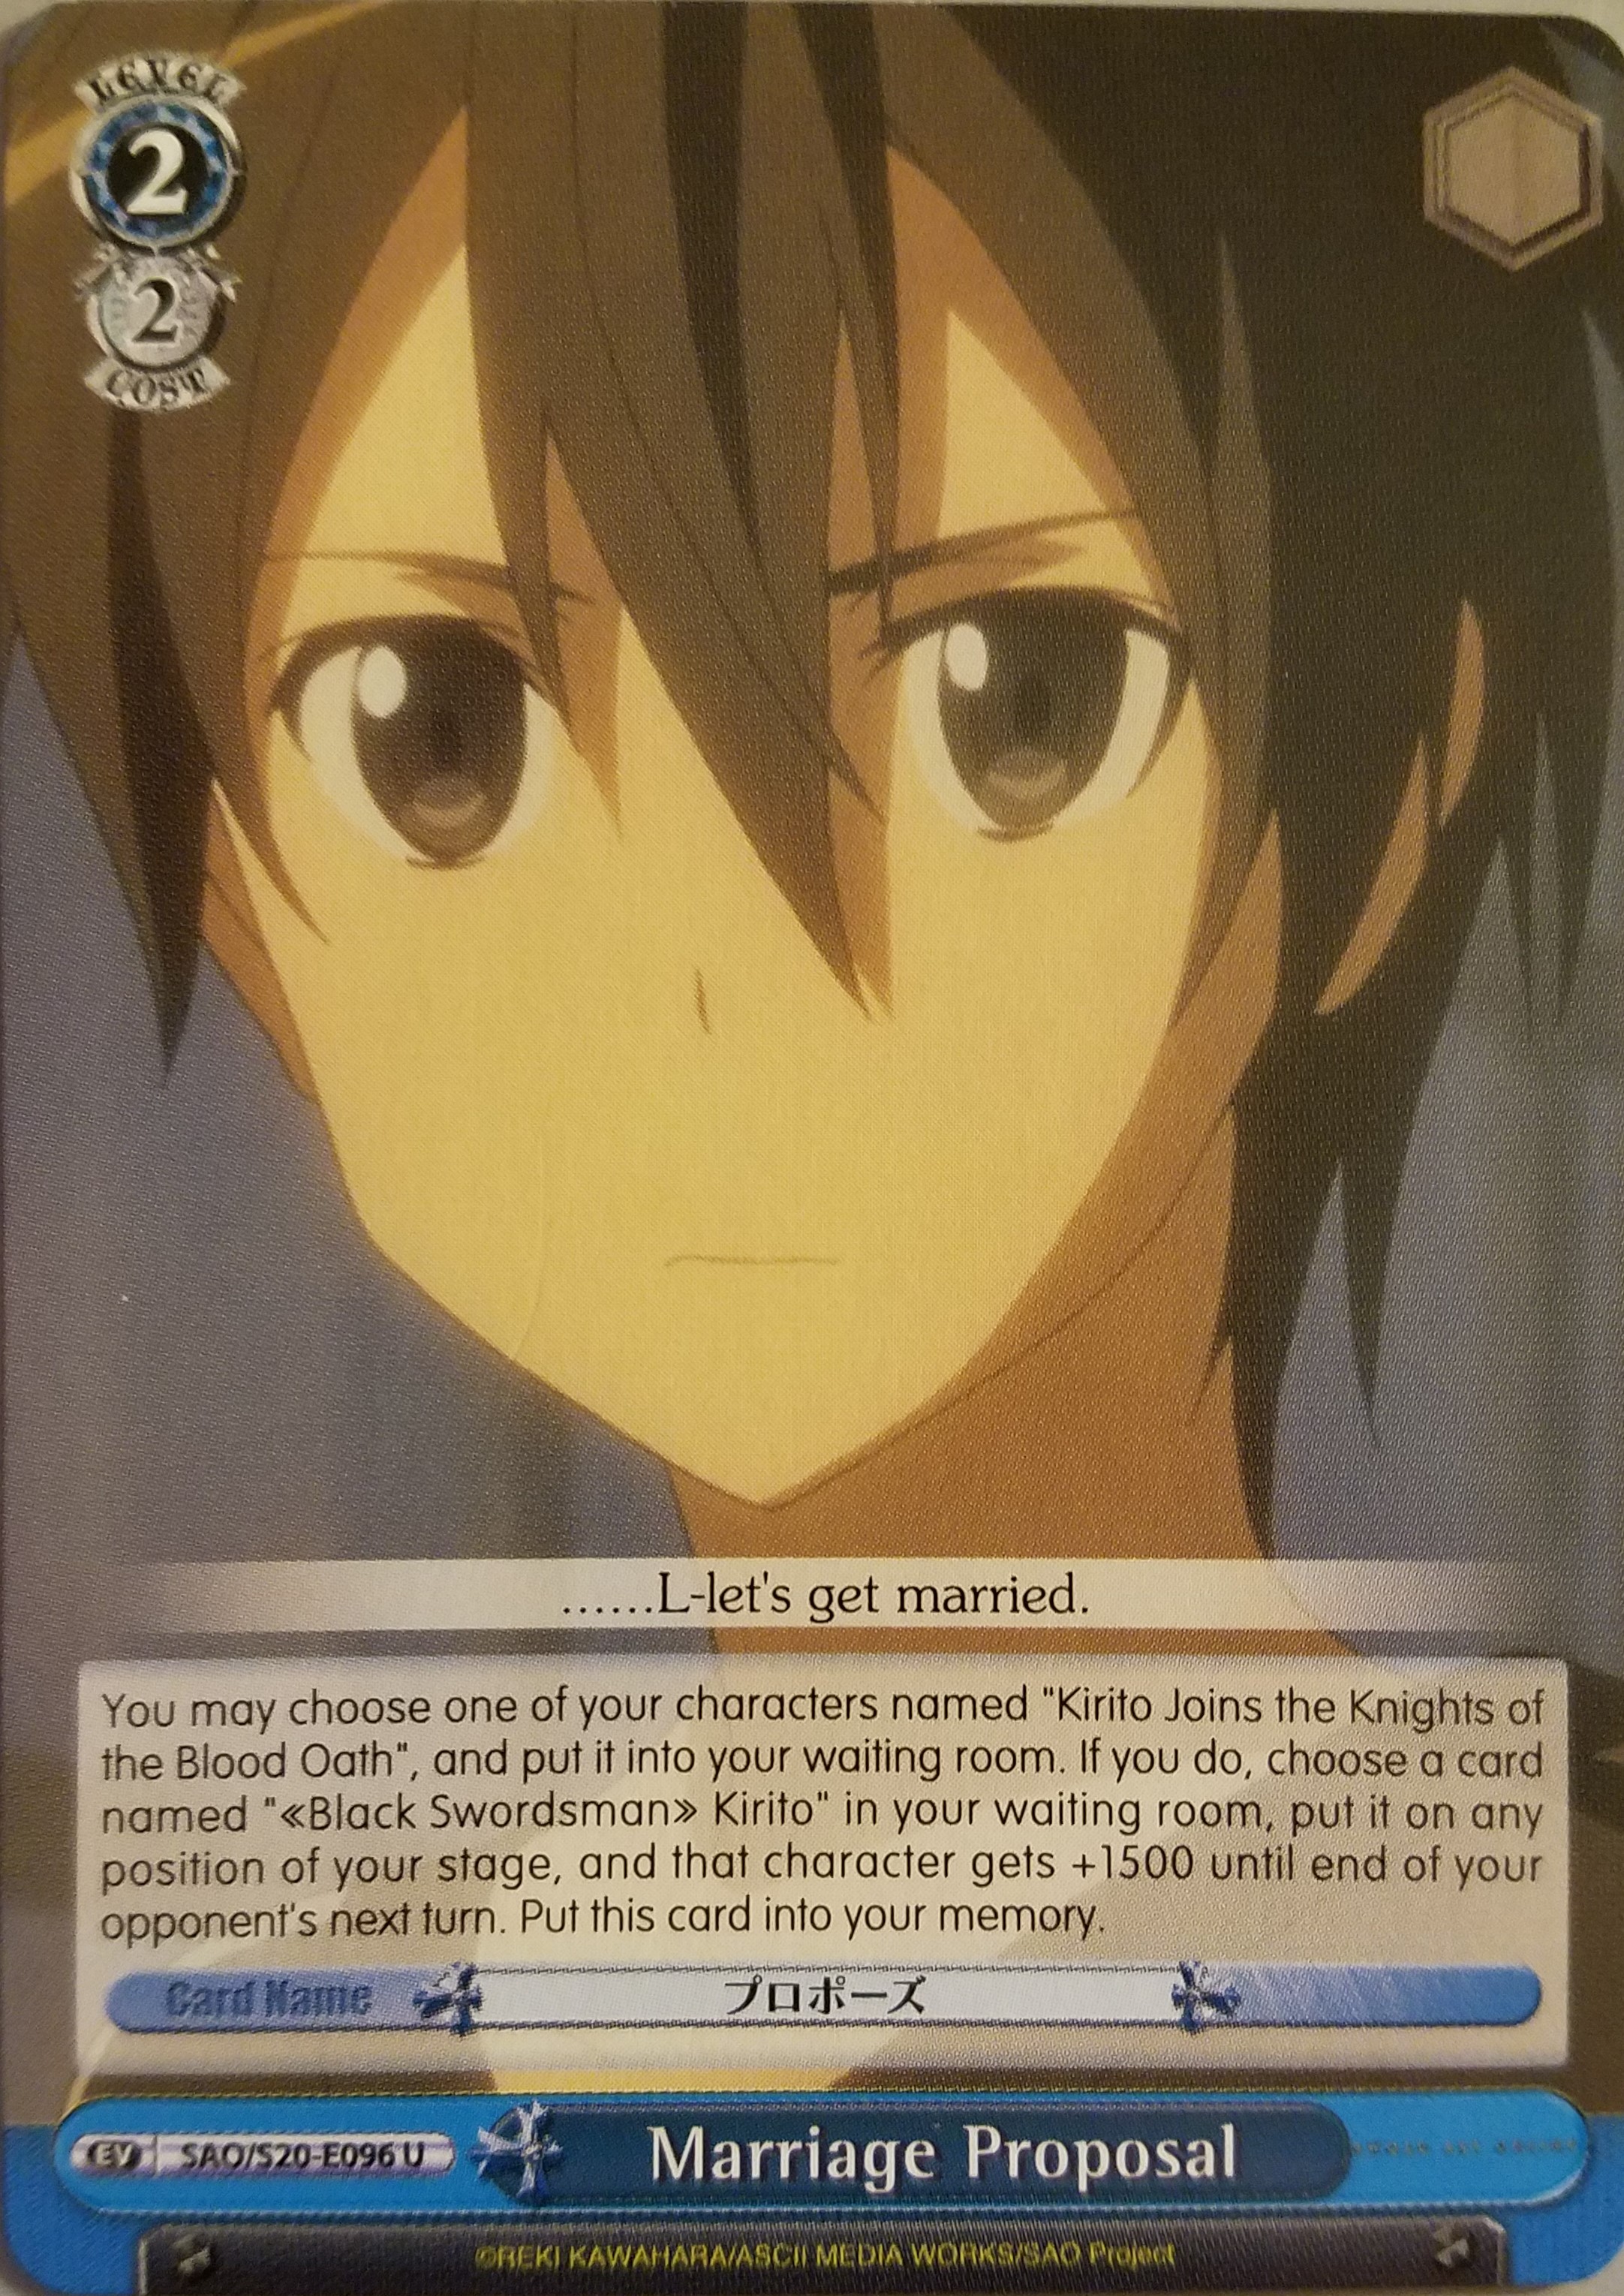 LEVEL
2
2
COST
......L-let's get married.
You may choose one of your characters named "Kirito Joins the Knights of
the Blood Oath", and put it into your waiting room. If you do, choose a card
named "≪Black Swordsman≫ Kirito" in your waiting room, put it on any
position of your stage, and that character gets +1500 until end of your
opponent's next turn. Put this card into your memory.
Card Name プロポーズ
EV SAO/S20-E096 U Marriage Proposal
©REKI KAWAHARA/ASCII MEDIA WORKS/SAO Project